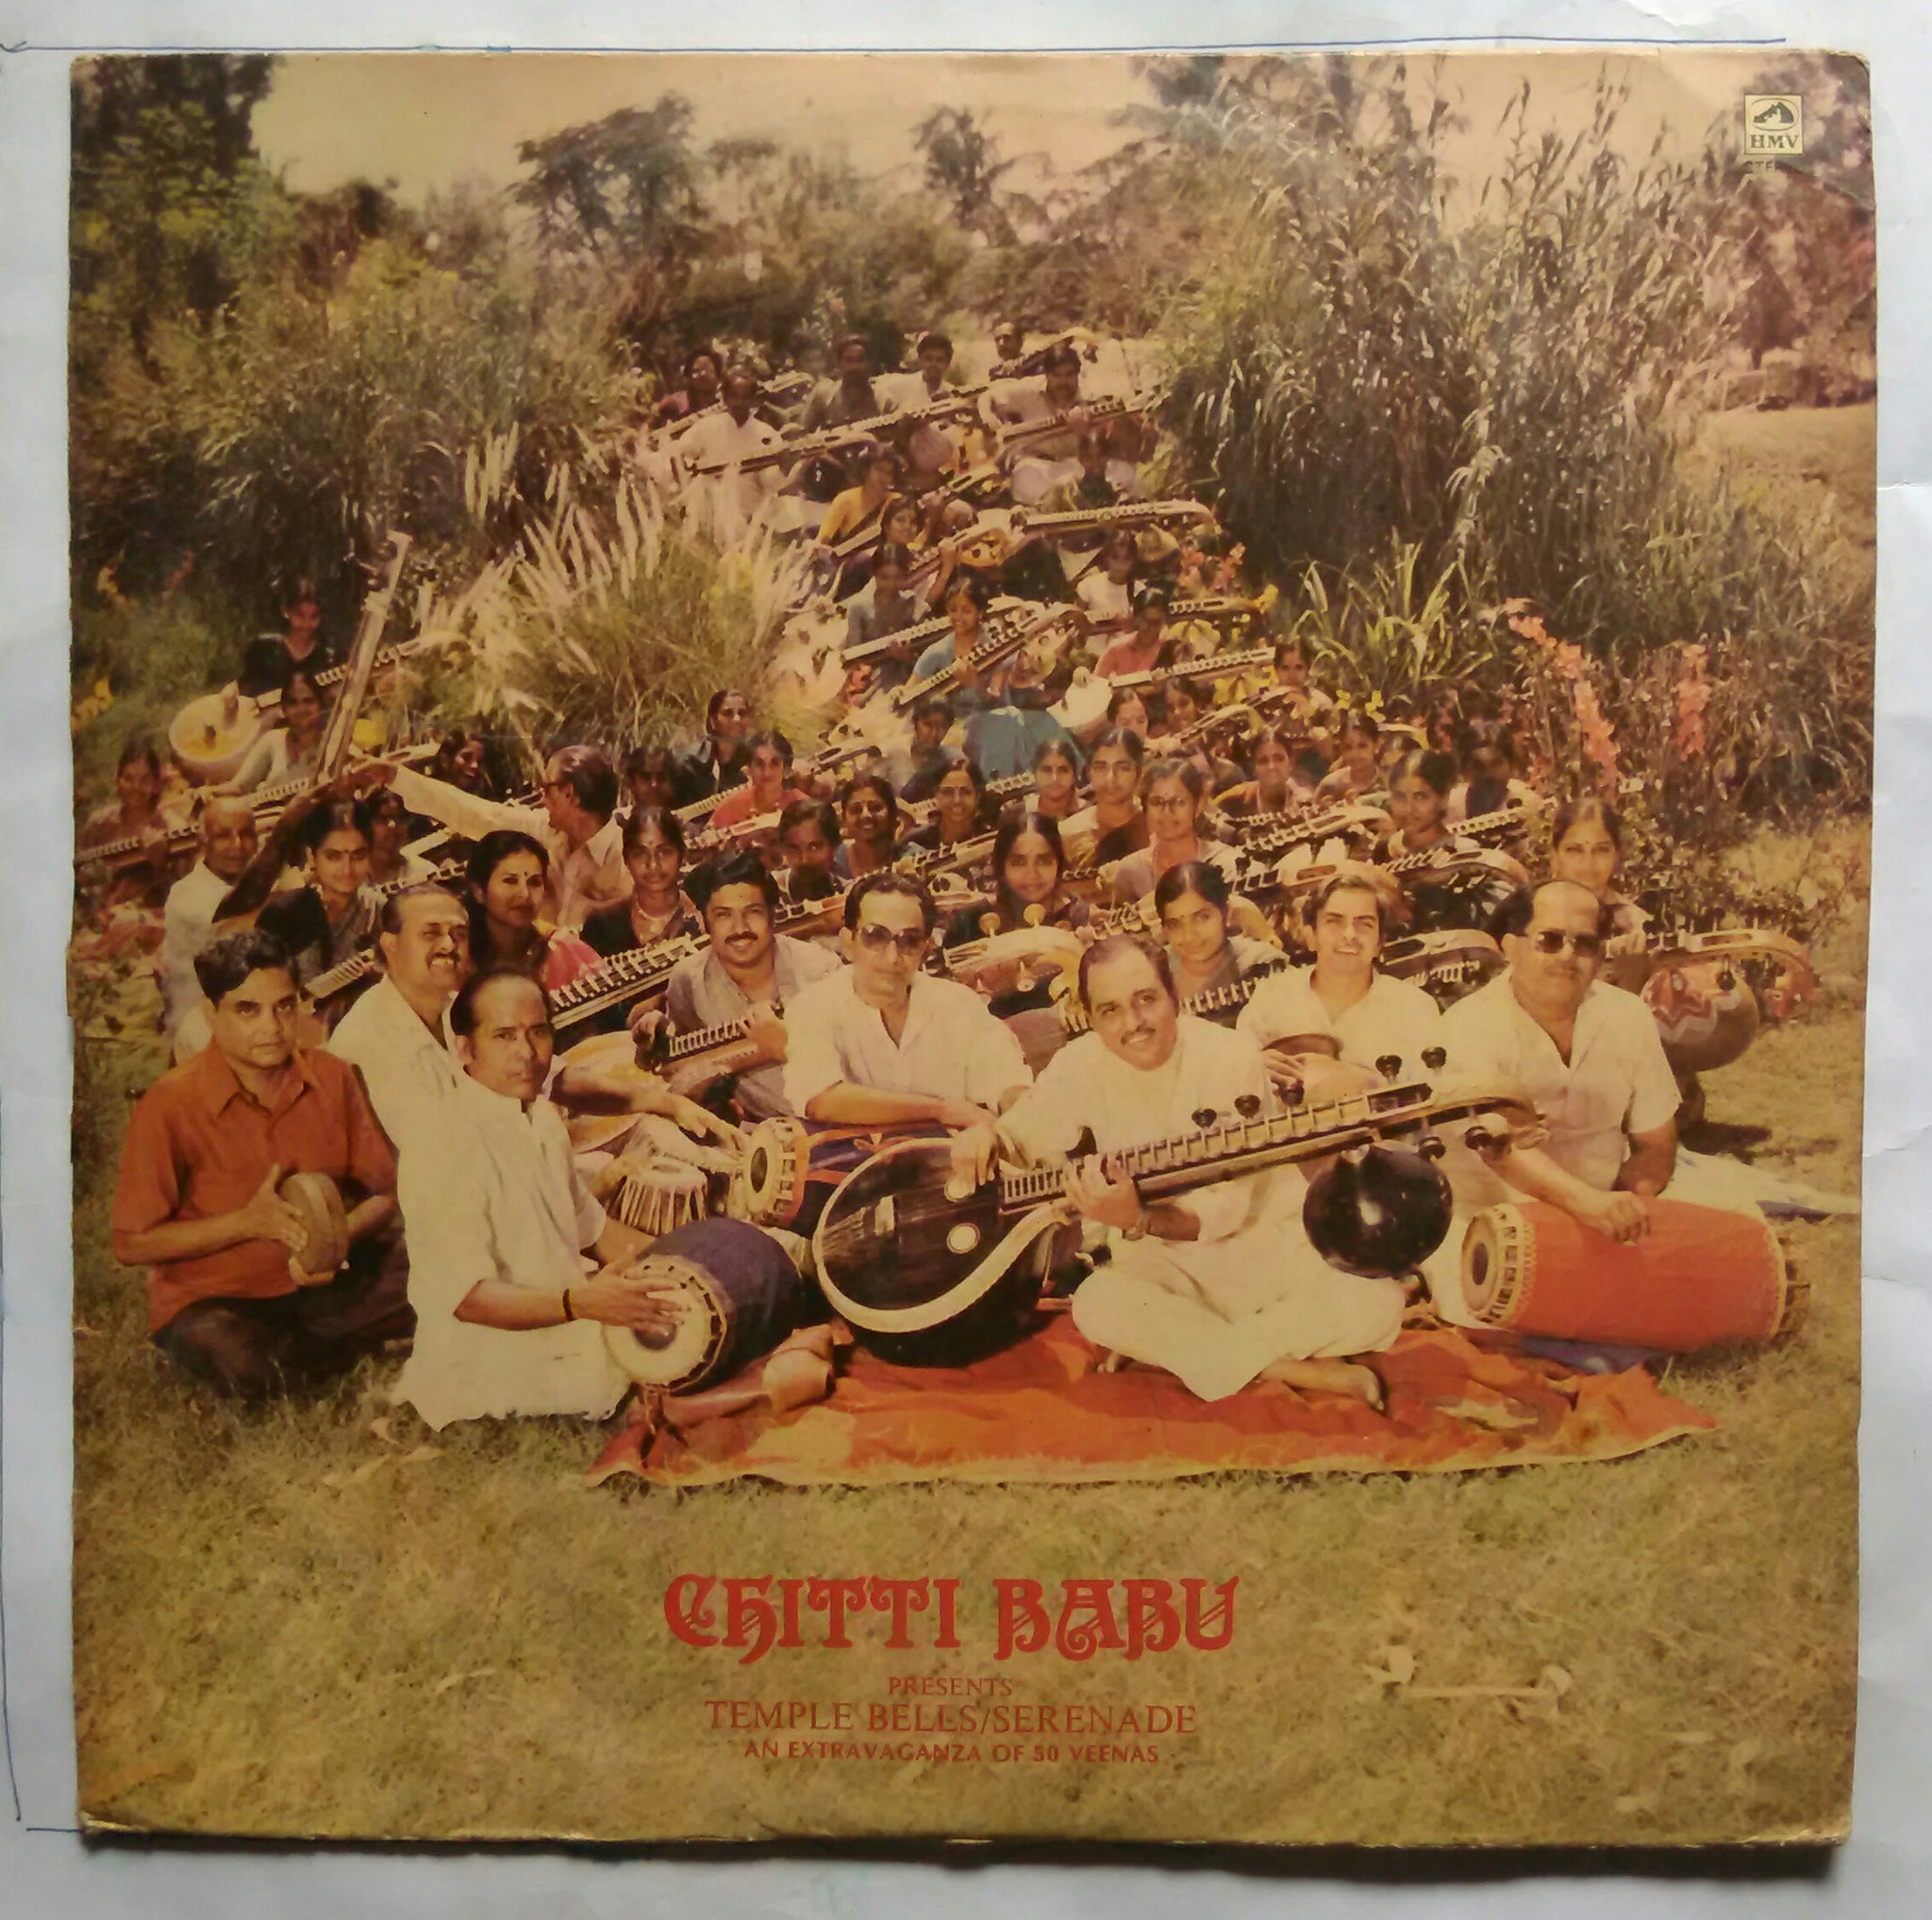 HMV
CHITTI BABU
PRESENTS
TEMPLE BELLS/SERENADE
AN EXTRAVAGANZA OF 50 VEENAS